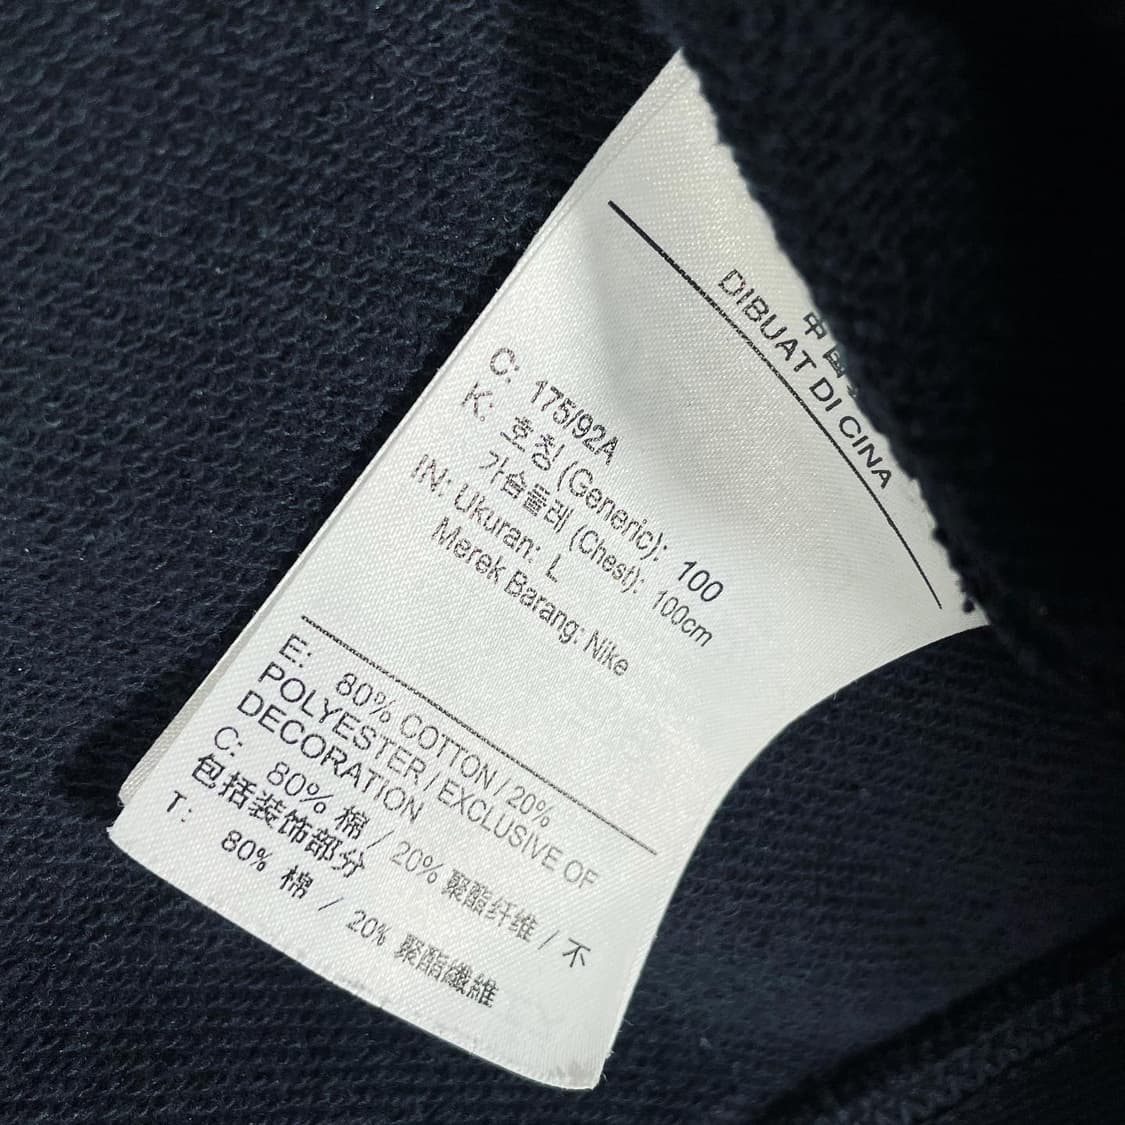 中国
DIBUAT DI CINA
C: 175/92A
K: 호칭 (Generic): 100
가슴둘레 (Chest): 100cm
IN: Ukuran: L
Merek Barang: Nike
E: 80% COTTON / 20%
POLYESTER / EXCLUSIVE OF
DECORATION
C: 80% 棉 / 20% 聚酯纤维 / 不
包括装饰部分
T: 80% 棉 / 20% 聚酯纖維